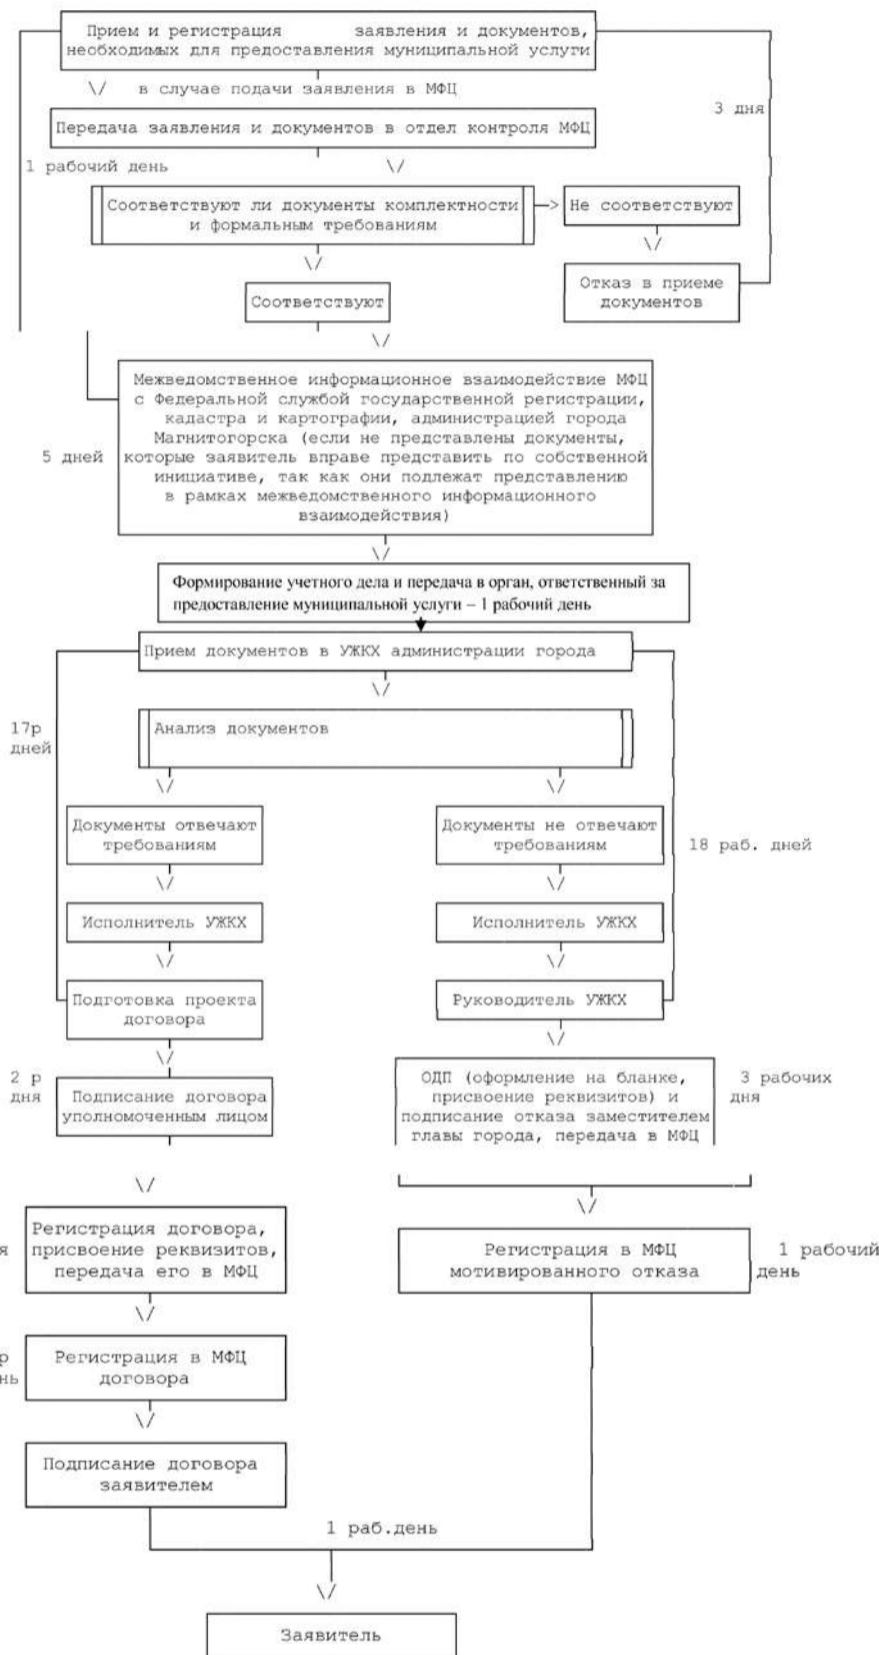 Прием и регистрация заявления и документов,
необходимых для предоставления муниципальной услуги
\/ в случае подачи заявления в МФЦ
3 дня
Передача заявления и документов в отдел контроля МФЦ
1 рабочий день
\/
Соответствуют ли документы комплектности
и формальным требованиям
-> Не соответствуют
\/
\/
Отказ в приеме
документов
Соответствуют
\/
Межведомственное информационное взаимодействие МФЦ
с Федеральной службой государственной регистрации,
кадастра и картографии, администрацией города
Магнитогорска (если не представлены документы,
5 дней
которые заявитель вправе представить по собственной
инициативе, так как они подлежат представлению
в рамках межведомственного информационного
взаимодействия)
\/
Формирование учетного дела и передача в орган, ответственный за
предоставление муниципальной услуги – 1 рабочий день
Прием документов в УЖКХ администрации города
\/
17р
дней
Анализ документов
\/ \/
Документы отвечают
требованиям
Документы не отвечают
требованиям
18 раб. дней
\/ \/
Исполнитель УЖКХ
Исполнитель УЖКХ
\/ \/
Подготовка проекта
договора
Руководитель УЖКХ
\/ \/
2 р
дня
Подписание договора
уполномоченным лицом
ОДП (оформление на бланке,
присвоение реквизитов) и
подписание отказа заместителем
главы города, передача в МФЦ
3 рабочих
дня
\/
\/
я
Регистрация договора,
присвоение реквизитов,
передача его в МФЦ
Регистрация в МФЦ
мотивированного отказа
1 рабочий
день
\/
р
нь
Регистрация в МФЦ
договора
\/
Подписание договора
заявителем
1 раб.день
\/
Заявитель